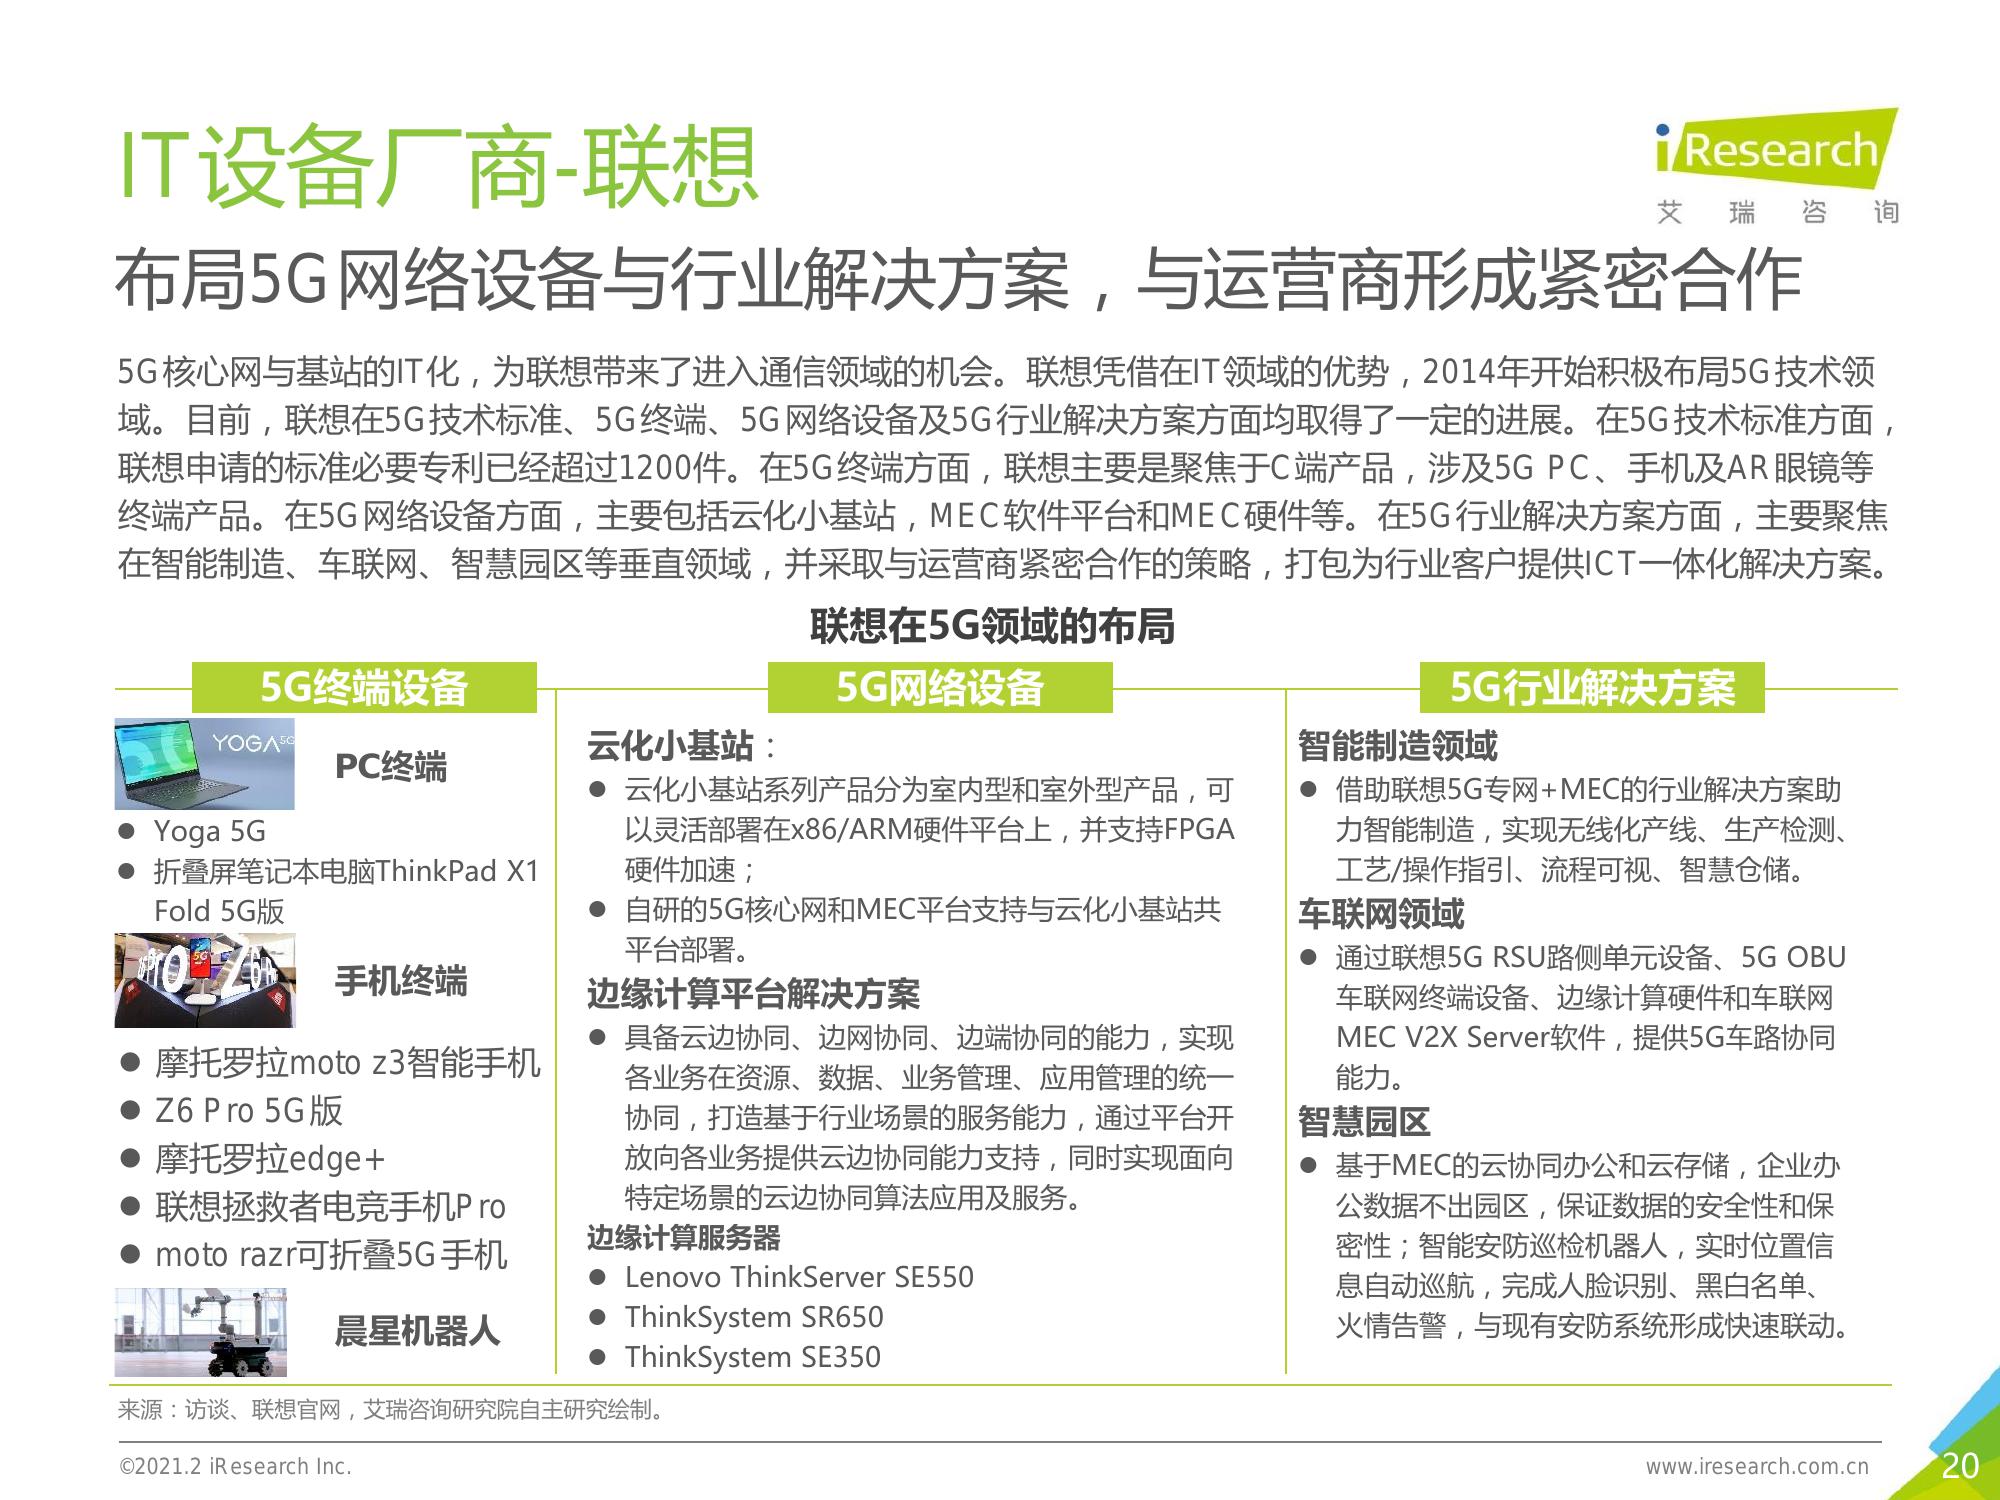 IT设备厂商-联想
iResearch
艾瑞咨询
布局5G网络设备与行业解决方案，与运营商形成紧密合作
5G核心网与基站的IT化，为联想带来了进入通信领域的机会。联想凭借在IT领域的优势，2014年开始积极布局5G技术领
域。目前，联想在5G技术标准、5G终端、5G网络设备及5G行业解决方案方面均取得了一定的进展。在5G技术标准方面，
联想申请的标准必要专利已经超过1200件。在5G终端方面，联想主要是聚焦于C端产品，涉及5G PC、手机及AR眼镜等
终端产品。在5G网络设备方面，主要包括云化小基站，MEC软件平台和MEC硬件等。在5G行业解决方案方面，主要聚焦
在智能制造、车联网、智慧园区等垂直领域，并采取与运营商紧密合作的策略，打包为行业客户提供ICT一体化解决方案。
联想在5G领域的布局
5G终端设备
YOGA 5G
PC终端
● Yoga 5G
● 折叠屏笔记本电脑ThinkPad X1
Fold 5G版
Pro Z6 Pro
5G
手机终端
● 摩托罗拉moto z3智能手机
● Z6 Pro 5G版
● 摩托罗拉edge+
● 联想拯救者电竞手机Pro
● moto razr可折叠5G手机
晨星机器人
5G网络设备
云化小基站：
● 云化小基站系列产品分为室内型和室外型产品，可
以灵活部署在x86/ARM硬件平台上，并支持FPGA
硬件加速；
● 自研的5G核心网和MEC平台支持与云化小基站共
平台部署。
边缘计算平台解决方案
● 具备云边协同、边网协同、边端协同的能力，实现
各业务在资源、数据、业务管理、应用管理的统一
协同，打造基于行业场景的服务能力，通过平台开
放向各业务提供云边协同能力支持，同时实现面向
特定场景的云边协同算法应用及服务。
边缘计算服务器
● Lenovo ThinkServer SE550
● ThinkSystem SR650
● ThinkSystem SE350
5G行业解决方案
智能制造领域
● 借助联想5G专网+MEC的行业解决方案助
力智能制造，实现无线化产线、生产检测、
工艺/操作指引、流程可视、智慧仓储。
车联网领域
● 通过联想5G RSU路侧单元设备、5G OBU
车联网终端设备、边缘计算硬件和车联网
MEC V2X Server软件，提供5G车路协同
能力。
智慧园区
● 基于MEC的云协同办公和云存储，企业办
公数据不出园区，保证数据的安全性和保
密性；智能安防巡检机器人，实时位置信
息自动巡航，完成人脸识别、黑白名单、
火情告警，与现有安防系统形成快速联动。
来源：访谈、联想官网，艾瑞咨询研究院自主研究绘制。
©2021.2 iResearch Inc.
www.iresearch.com.cn
20